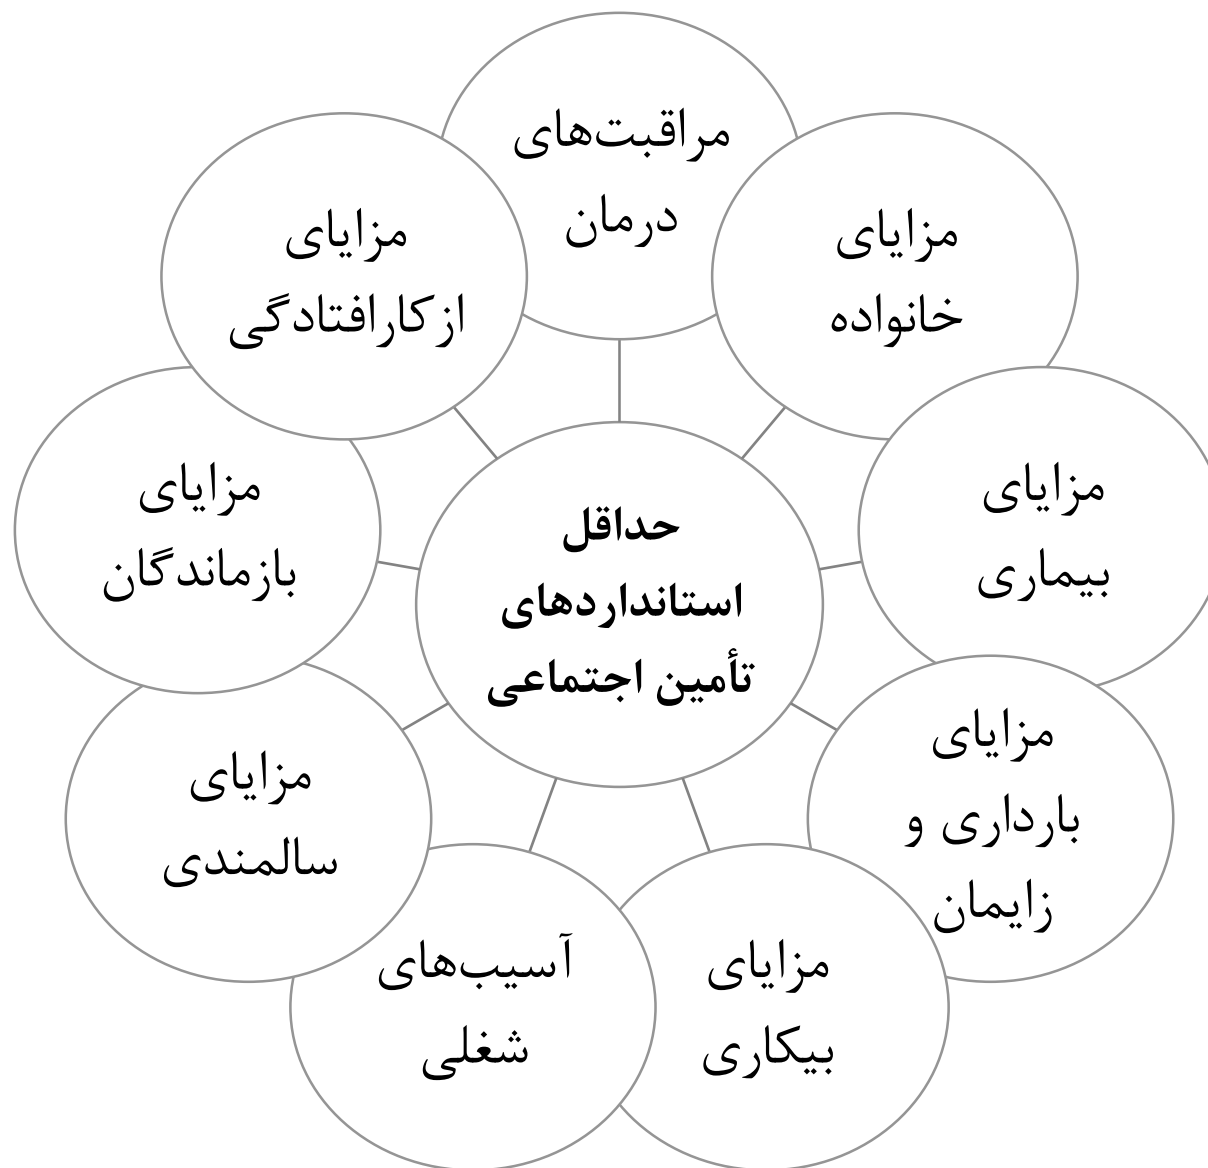 مراقبت‌های
درمان
مزایای
خانواده
مزایای
بیماری
مزایای
بارداری و
زایمان
مزایای
بیکاری
آسیب‌های
شغلی
مزایای
سالمندی
مزایای
بازماندگان
مزایای
ازکارافتادگی
حداقل
استانداردهای
تأمین اجتماعی